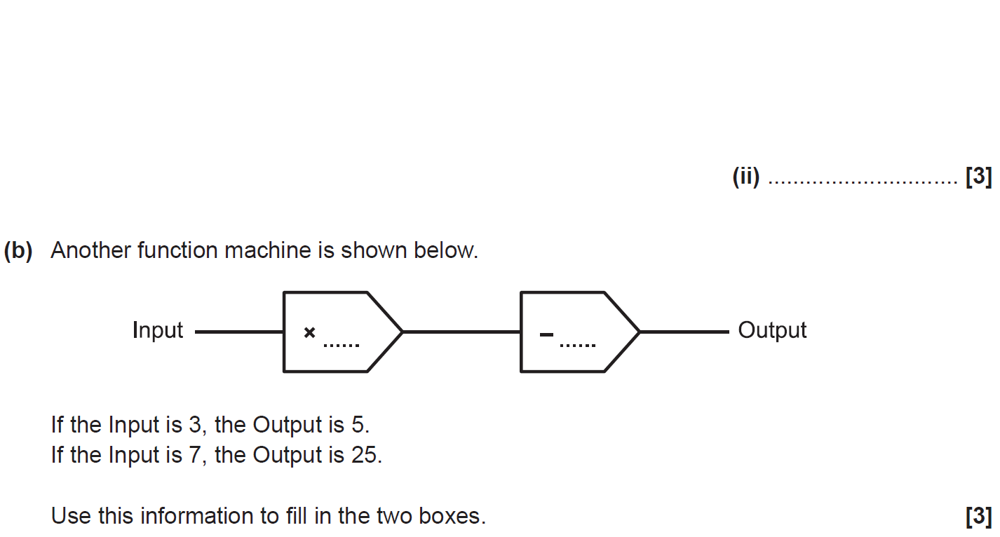 (ii) .............................. [3]
(b) Another function machine is shown below.
Input × ...... − ...... Output
If the Input is 3, the Output is 5.
If the Input is 7, the Output is 25.
Use this information to fill in the two boxes. [3]